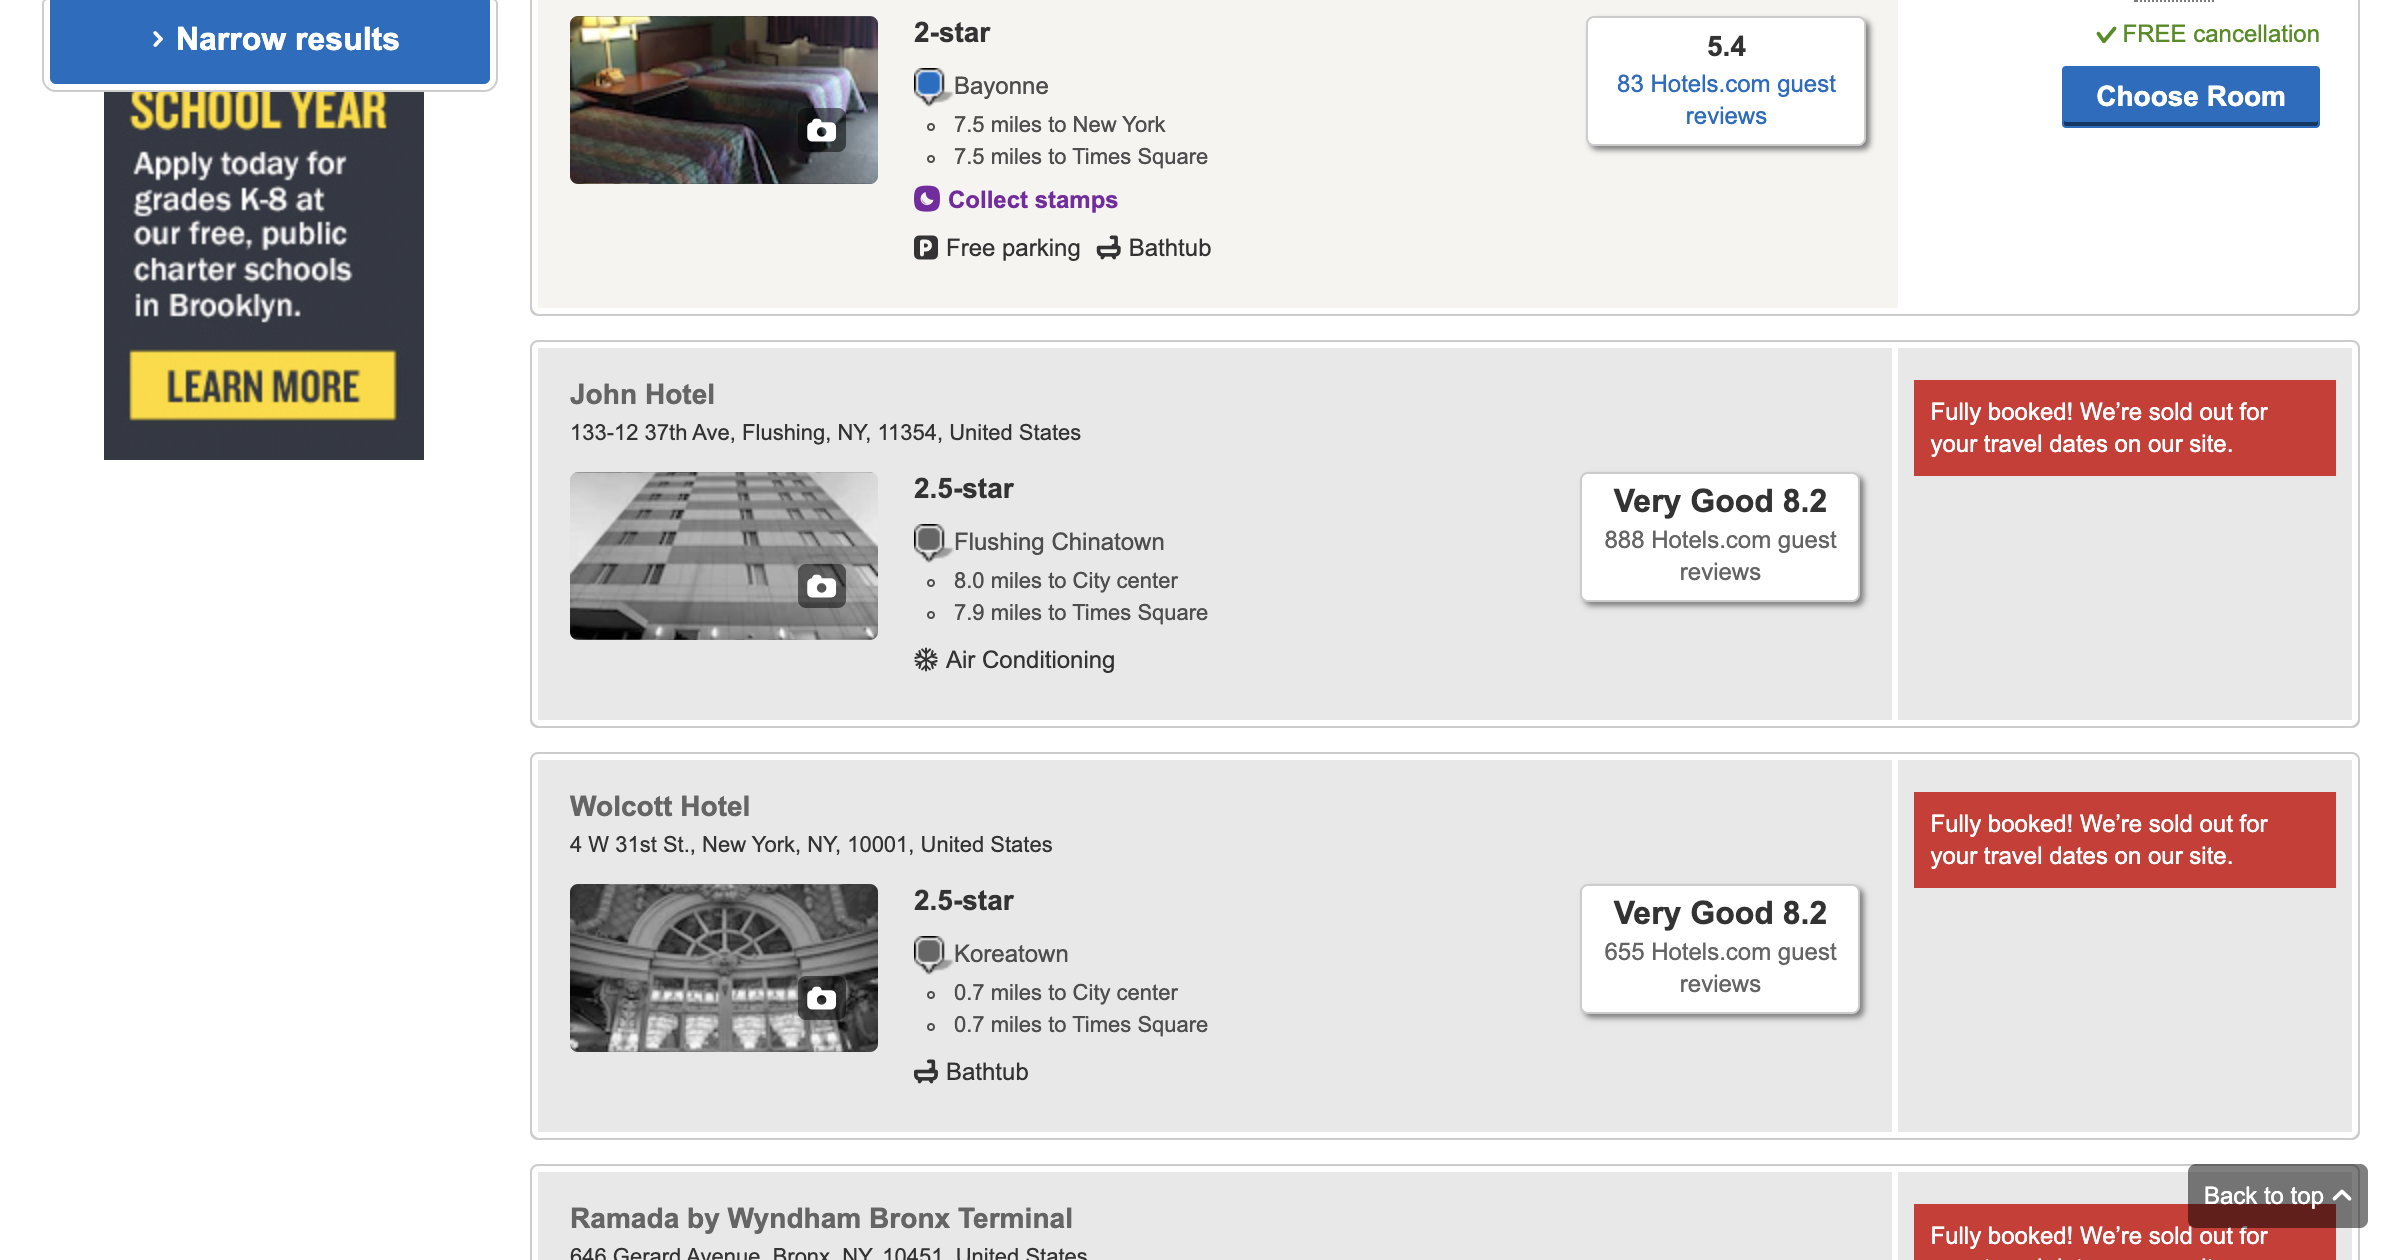 Narrow results
SCHOOL YEAR
Apply today for
grades K-8 at
our free, public
charter schools
in Brooklyn.
LEARN MORE
2-star
Bayonne
7.5 miles to New York
7.5 miles to Times Square
Collect stamps
P Free parking Bathtub
5.4
83 Hotels.com guest
reviews
FREE cancellation
Choose Room
John Hotel
133-12 37th Ave, Flushing, NY, 11354, United States
2.5-star
Flushing Chinatown
8.0 miles to City center
7.9 miles to Times Square
Air Conditioning
Very Good 8.2
888 Hotels.com guest
reviews
Fully booked! We’re sold out for
your travel dates on our site.
Wolcott Hotel
4 W 31st St., New York, NY, 10001, United States
2.5-star
Koreatown
0.7 miles to City center
0.7 miles to Times Square
Bathtub
Very Good 8.2
655 Hotels.com guest
reviews
Fully booked! We’re sold out for
your travel dates on our site.
Ramada by Wyndham Bronx Terminal
646 Gerard Avenue, Bronx, NY, 10451, United States
Back to top
Fully booked! We’re sold out for